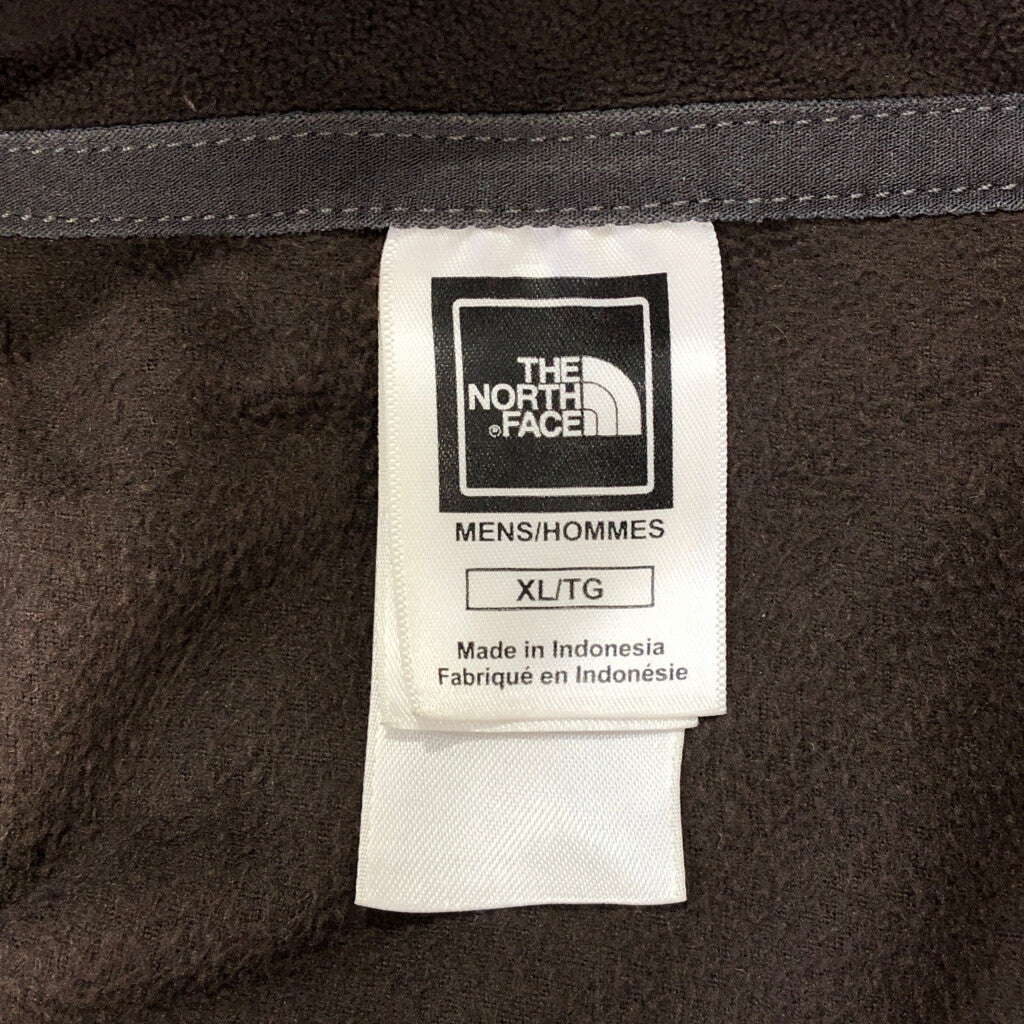 THE
NORTH
®FACE
MENS/HOMMES
XL/TG
Made in Indonesia
Fabriqué en Indonésie